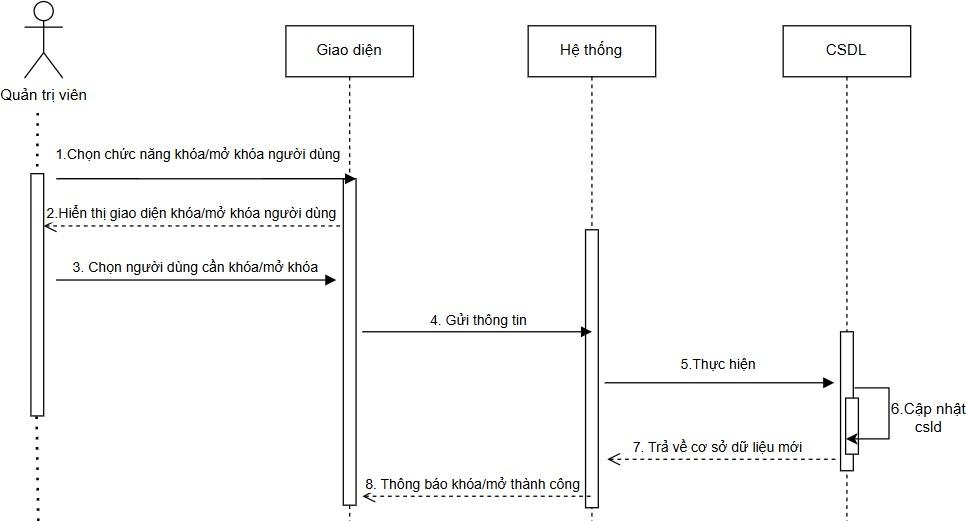 Giao diện
Hệ thống
CSDL
Quản trị viên
1.Chọn chức năng khóa/mở khóa người dùng
2.Hiển thị giao diện khóa/mở khóa người dùng
3. Chọn người dùng cần khóa/mở khóa
4. Gửi thông tin
5.Thực hiện
6.Cập nhật
csld
7. Trả về cơ sở dữ liệu mới
8. Thông báo khóa/mở thành công